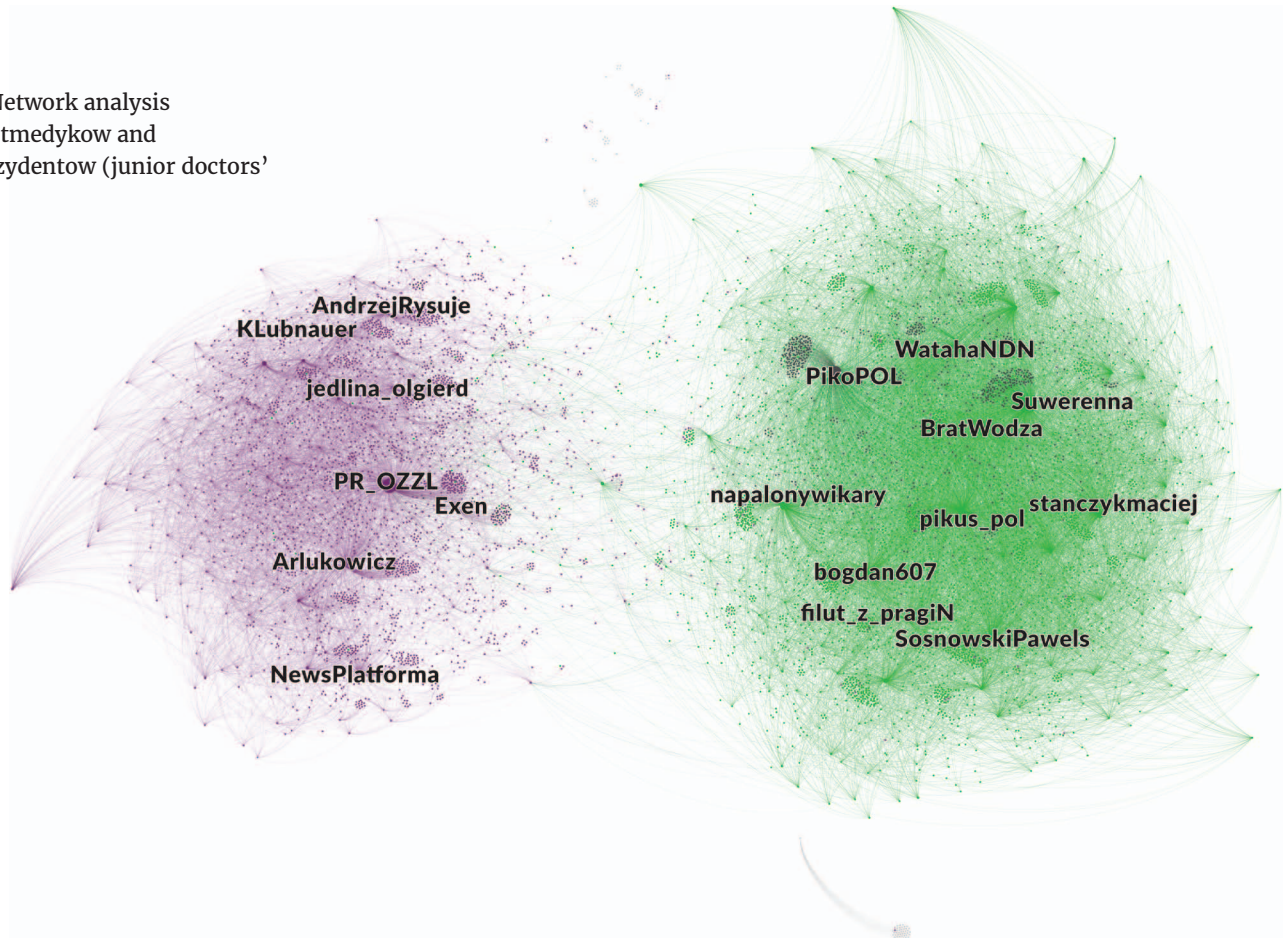 Network analysis
tmedykow and
zydentow (junior doctors’
AndrzejRysuje
KLubnauer
jedlina_olgierd
PR_OZZL
Exen
Arlukowicz
NewsPlatforma
WatahaNDN
PikoPOL
Suwerenna
BratWodza
napalonywikary
stanczykmaciej
pikus_pol
bogdan607
filut_z_pragiN
SosnowskiPawels